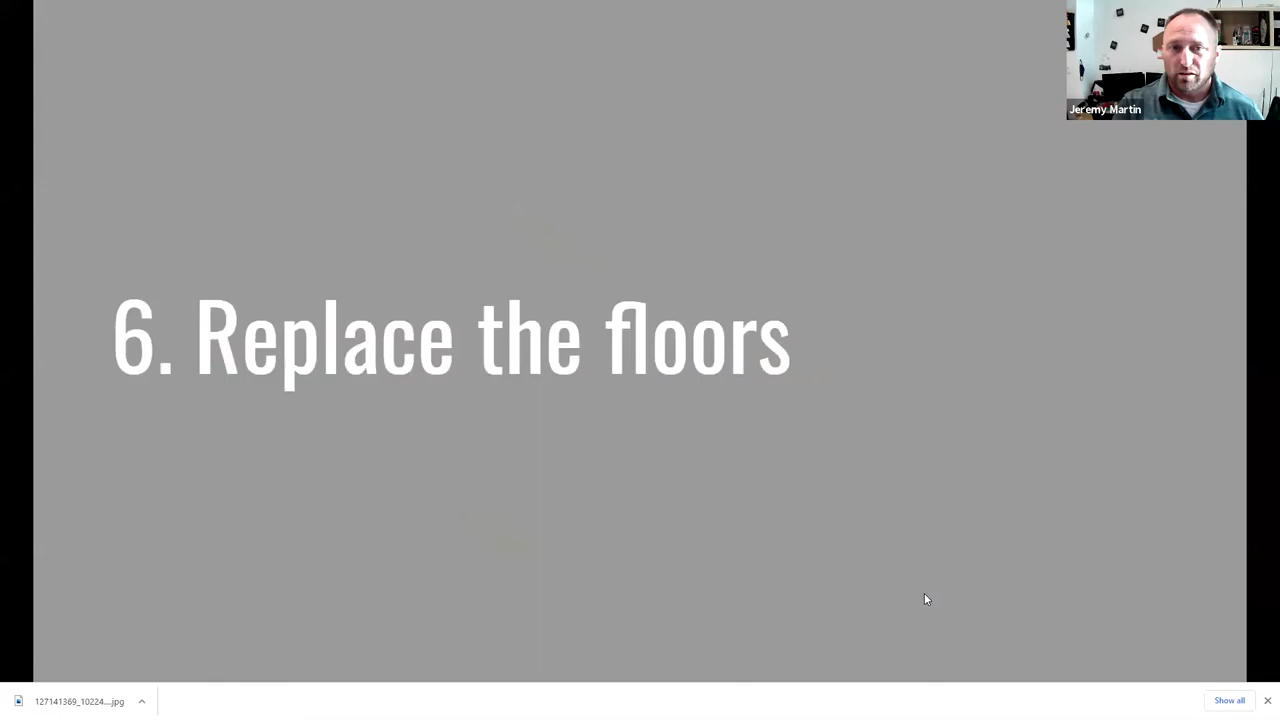 Jeremy Martin
6. Replace the floors
127141369_10224....jpg
Show all